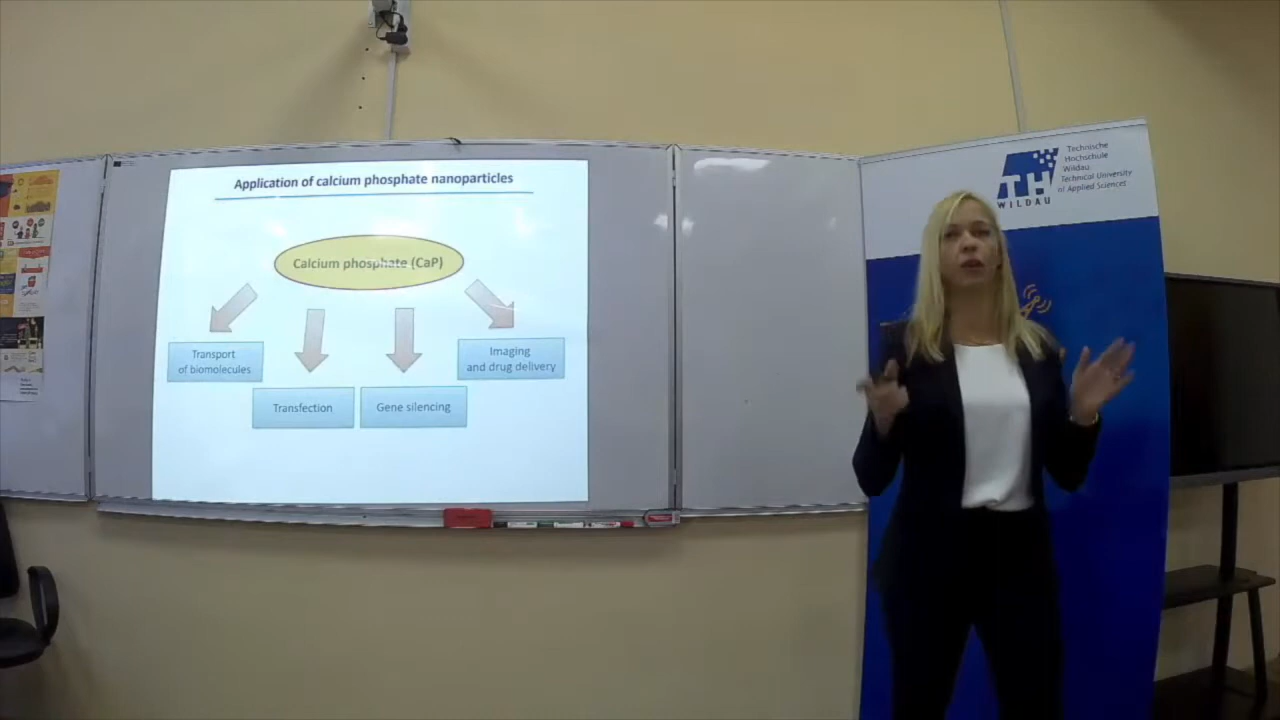 Application of calcium phosphate nanoparticles
Calcium phosphate (CaP)
Transport
of biomolecules
Transfection
Gene silencing
Imaging
and drug delivery
Technische
Hochschule
Wildau
Technical University
of Applied Sciences
TH
WILDAU